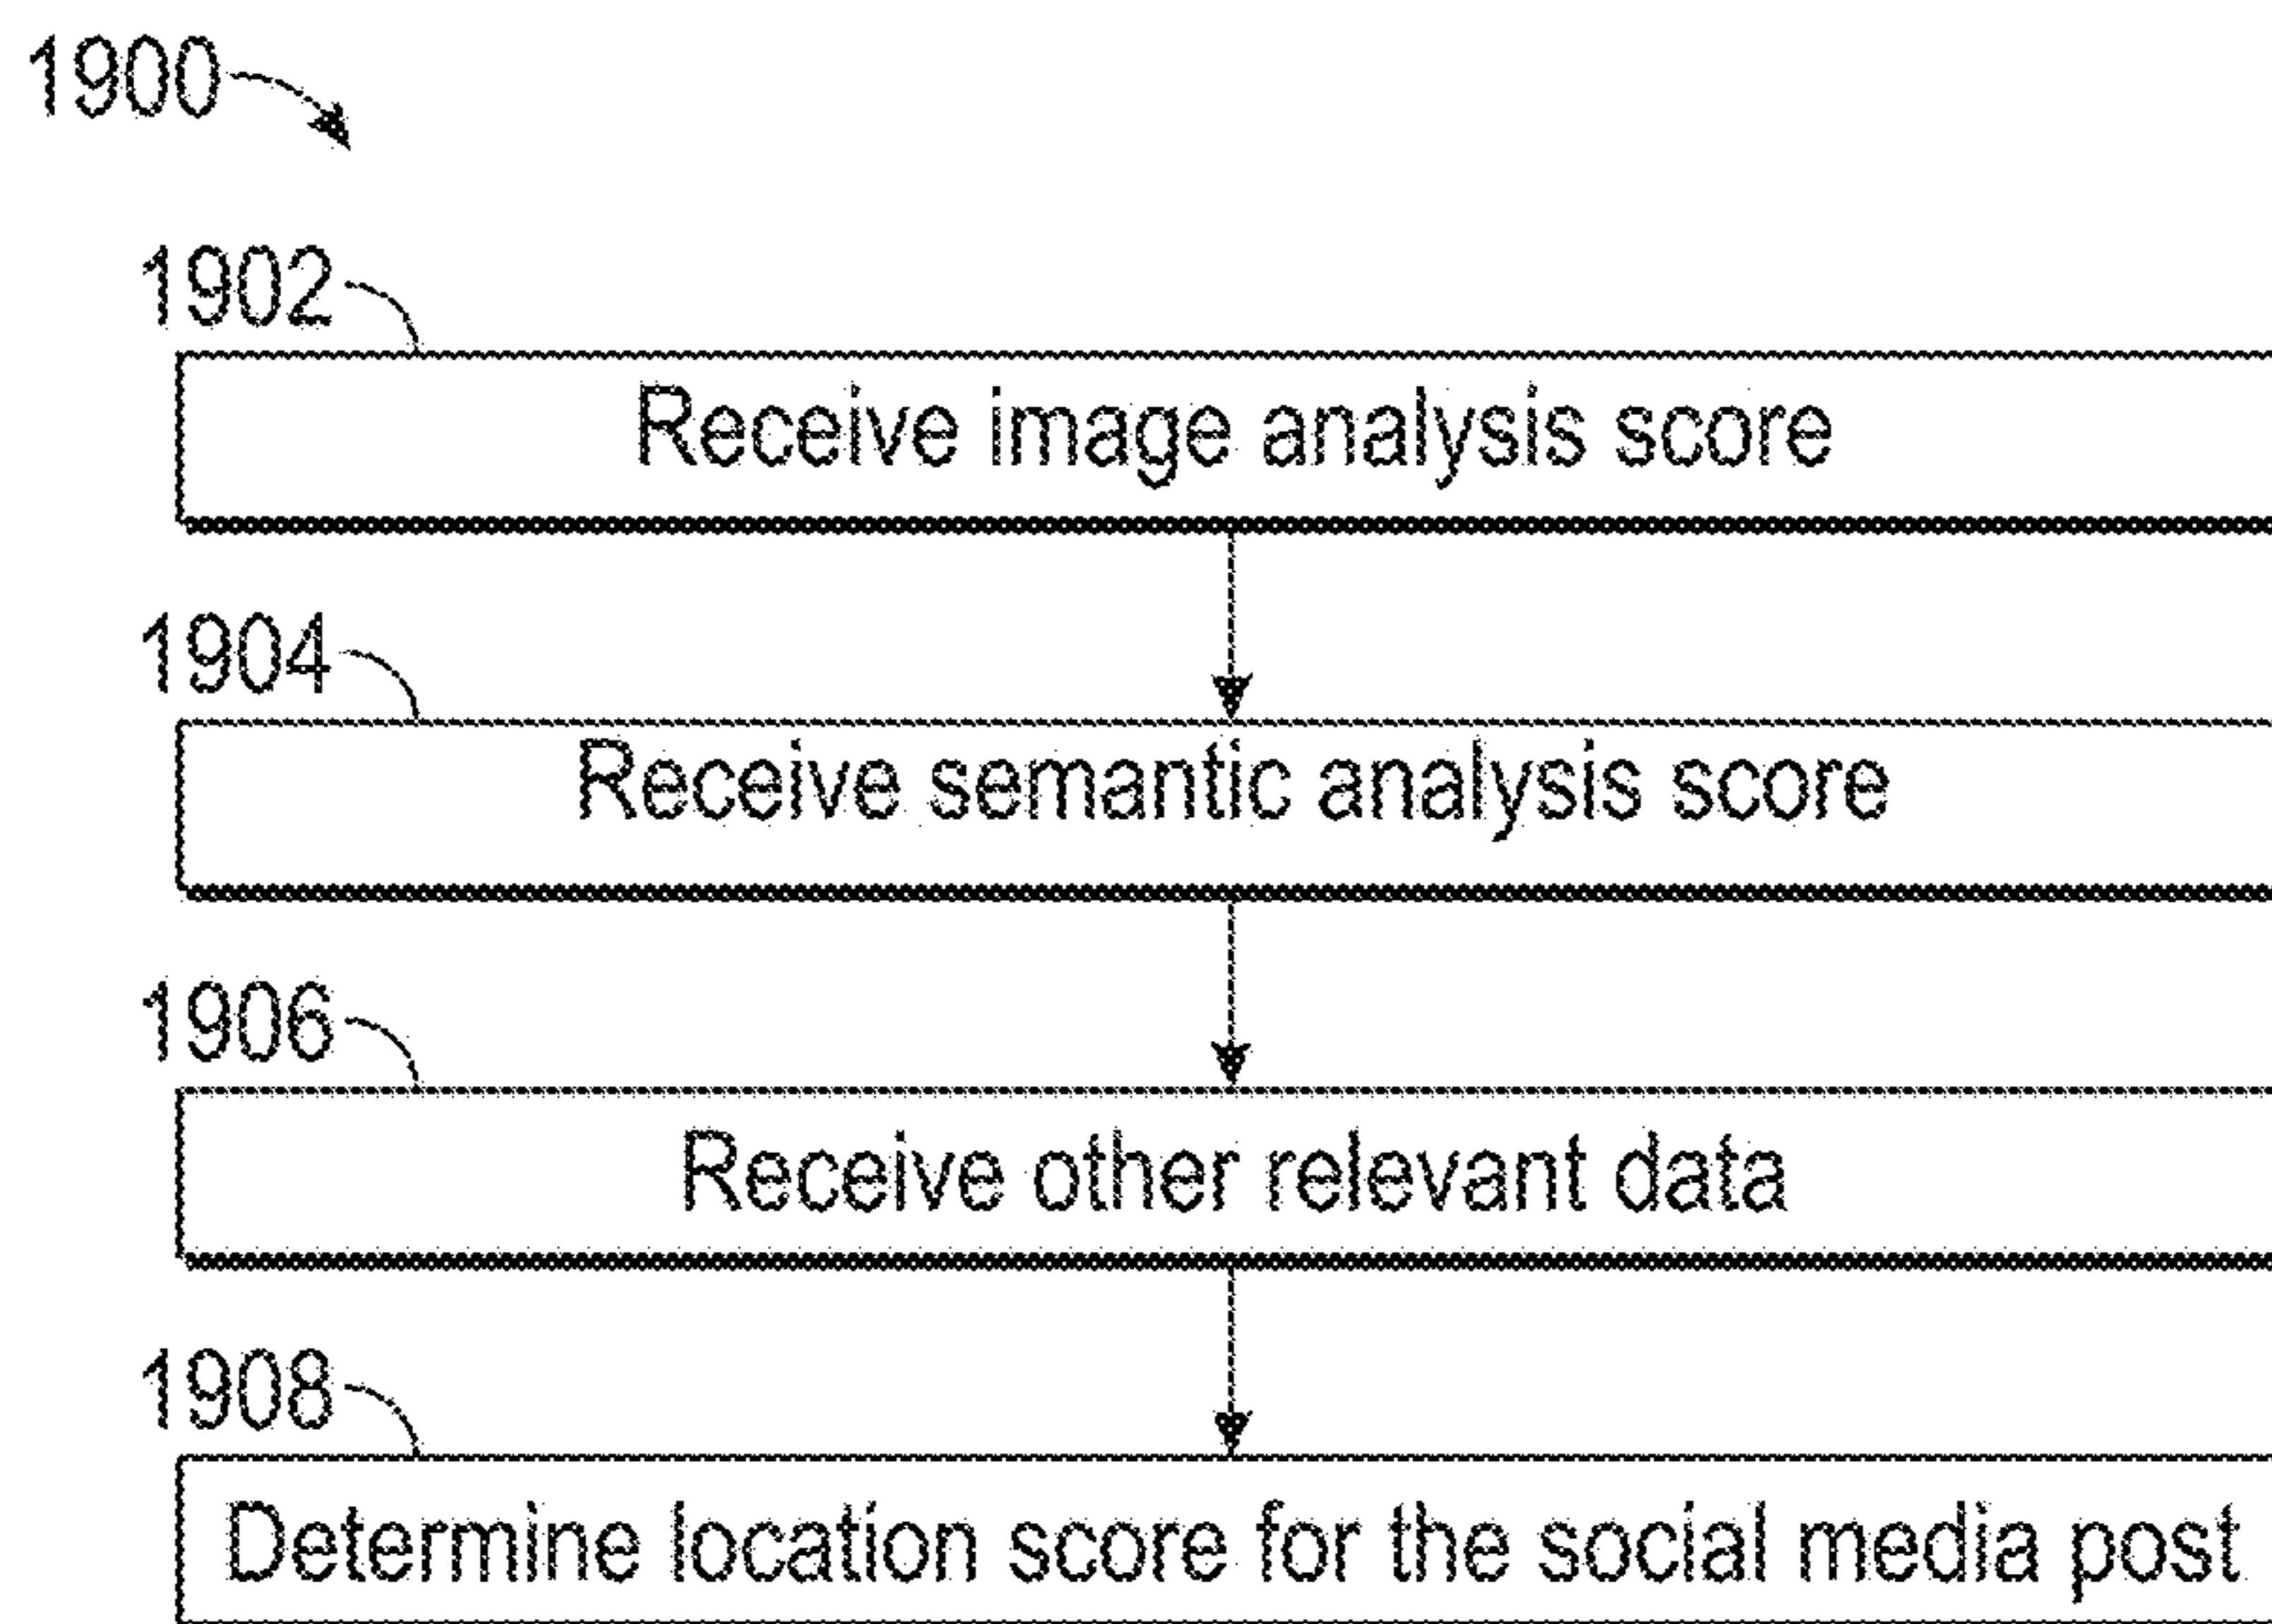 1900
1902
Receive image analysis score
1904
Receive semantic analysis score
1906
Receive other relevant data
1908
Determine location score for the social media post